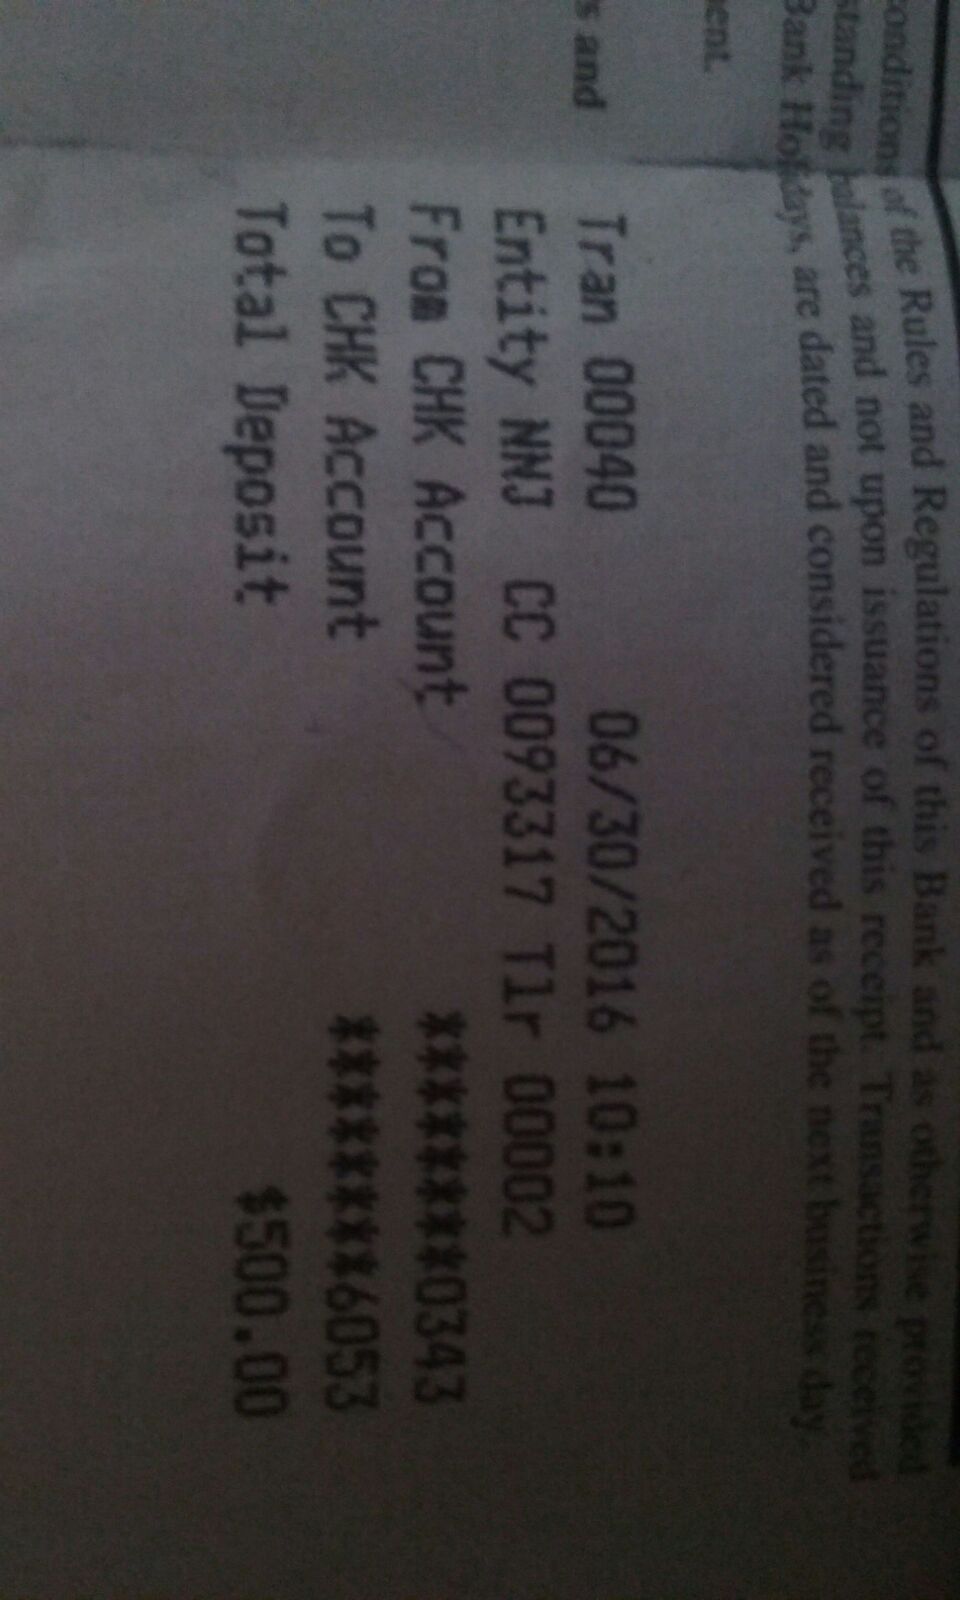 conditions of the Rules and Regulations of this Bank and as otherwise provided
standing balances and not upon issuance of this receipt. Transactions received
Bank Holidays, are dated and considered received as of the next business day.
ent.
s and
Tran 00040 06/30/2016 10:10
Entity NNJ CC 0093317 Tlr 00002
From CHK Account ********0343
To CHK Account ********6053
Total Deposit $500.00